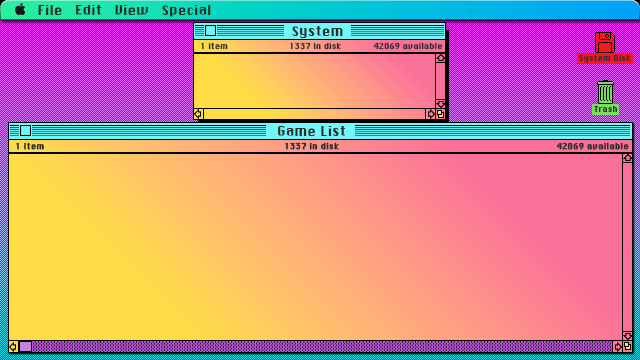 File Edit View Special
System
1 item 1337 in disk 42069 available
System Disk
Trash
Game List
1 item 1337 in disk 42069 available